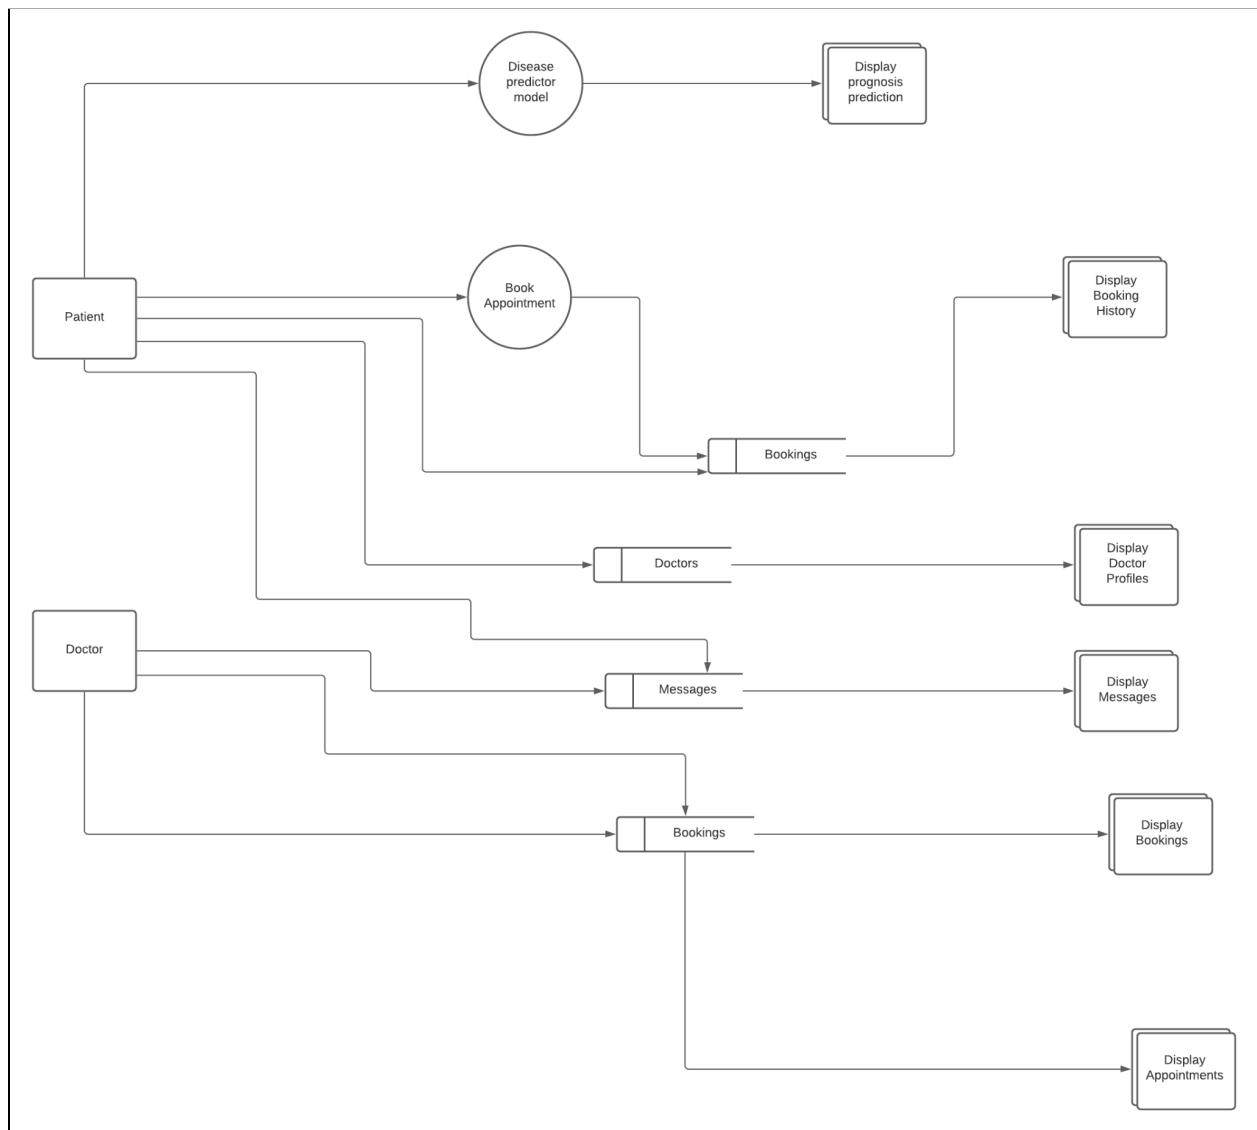 Disease
predictor
model
Display
prognosis
prediction
Patient
Book
Appointment
Display
Booking
History
Bookings
Doctors
Display
Doctor
Profiles
Doctor
Messages
Display
Messages
Bookings
Display
Bookings
Display
Appointments